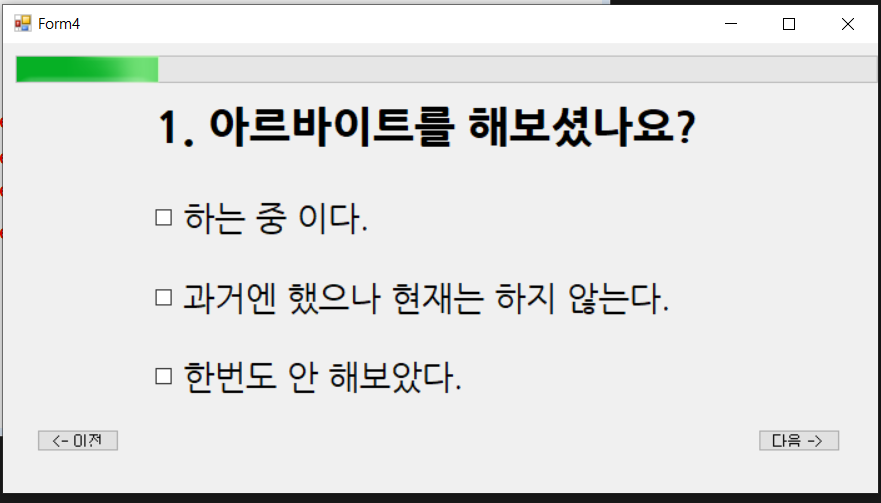 Form4
1. 아르바이트를 해보셨나요?
하는 중 이다.
과거엔 했으나 현재는 하지 않는다.
한번도 안 해보았다.
<- 이전
다음 ->